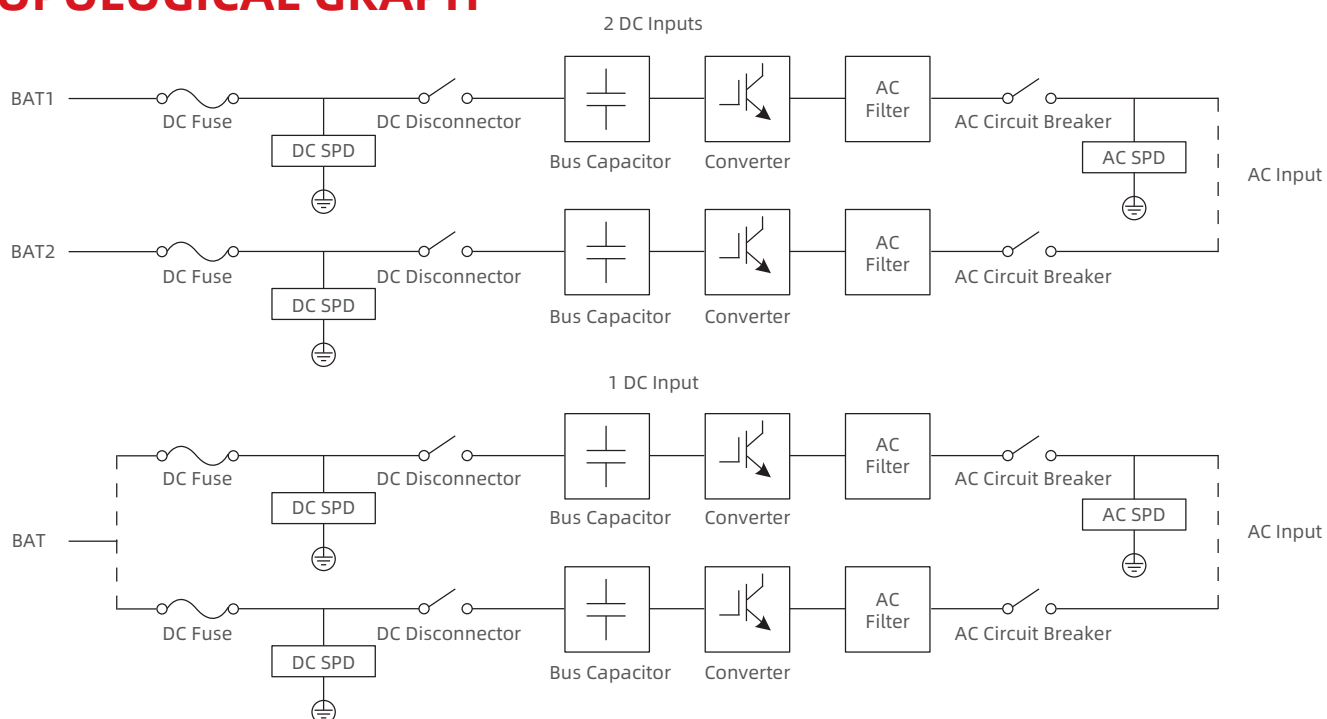 TOPOLOGICAL GRAPH
2 DC Inputs
BAT1
DC Fuse
DC SPD
DC Disconnector
Bus Capacitor
Converter
AC
Filter
AC Circuit Breaker
AC SPD
AC Input
BAT2
DC Fuse
DC SPD
DC Disconnector
Bus Capacitor
Converter
AC
Filter
AC Circuit Breaker
1 DC Input
BAT
DC Fuse
DC SPD
DC Disconnector
Bus Capacitor
Converter
AC
Filter
AC Circuit Breaker
AC SPD
AC Input
DC Fuse
DC SPD
DC Disconnector
Bus Capacitor
Converter
AC
Filter
AC Circuit Breaker